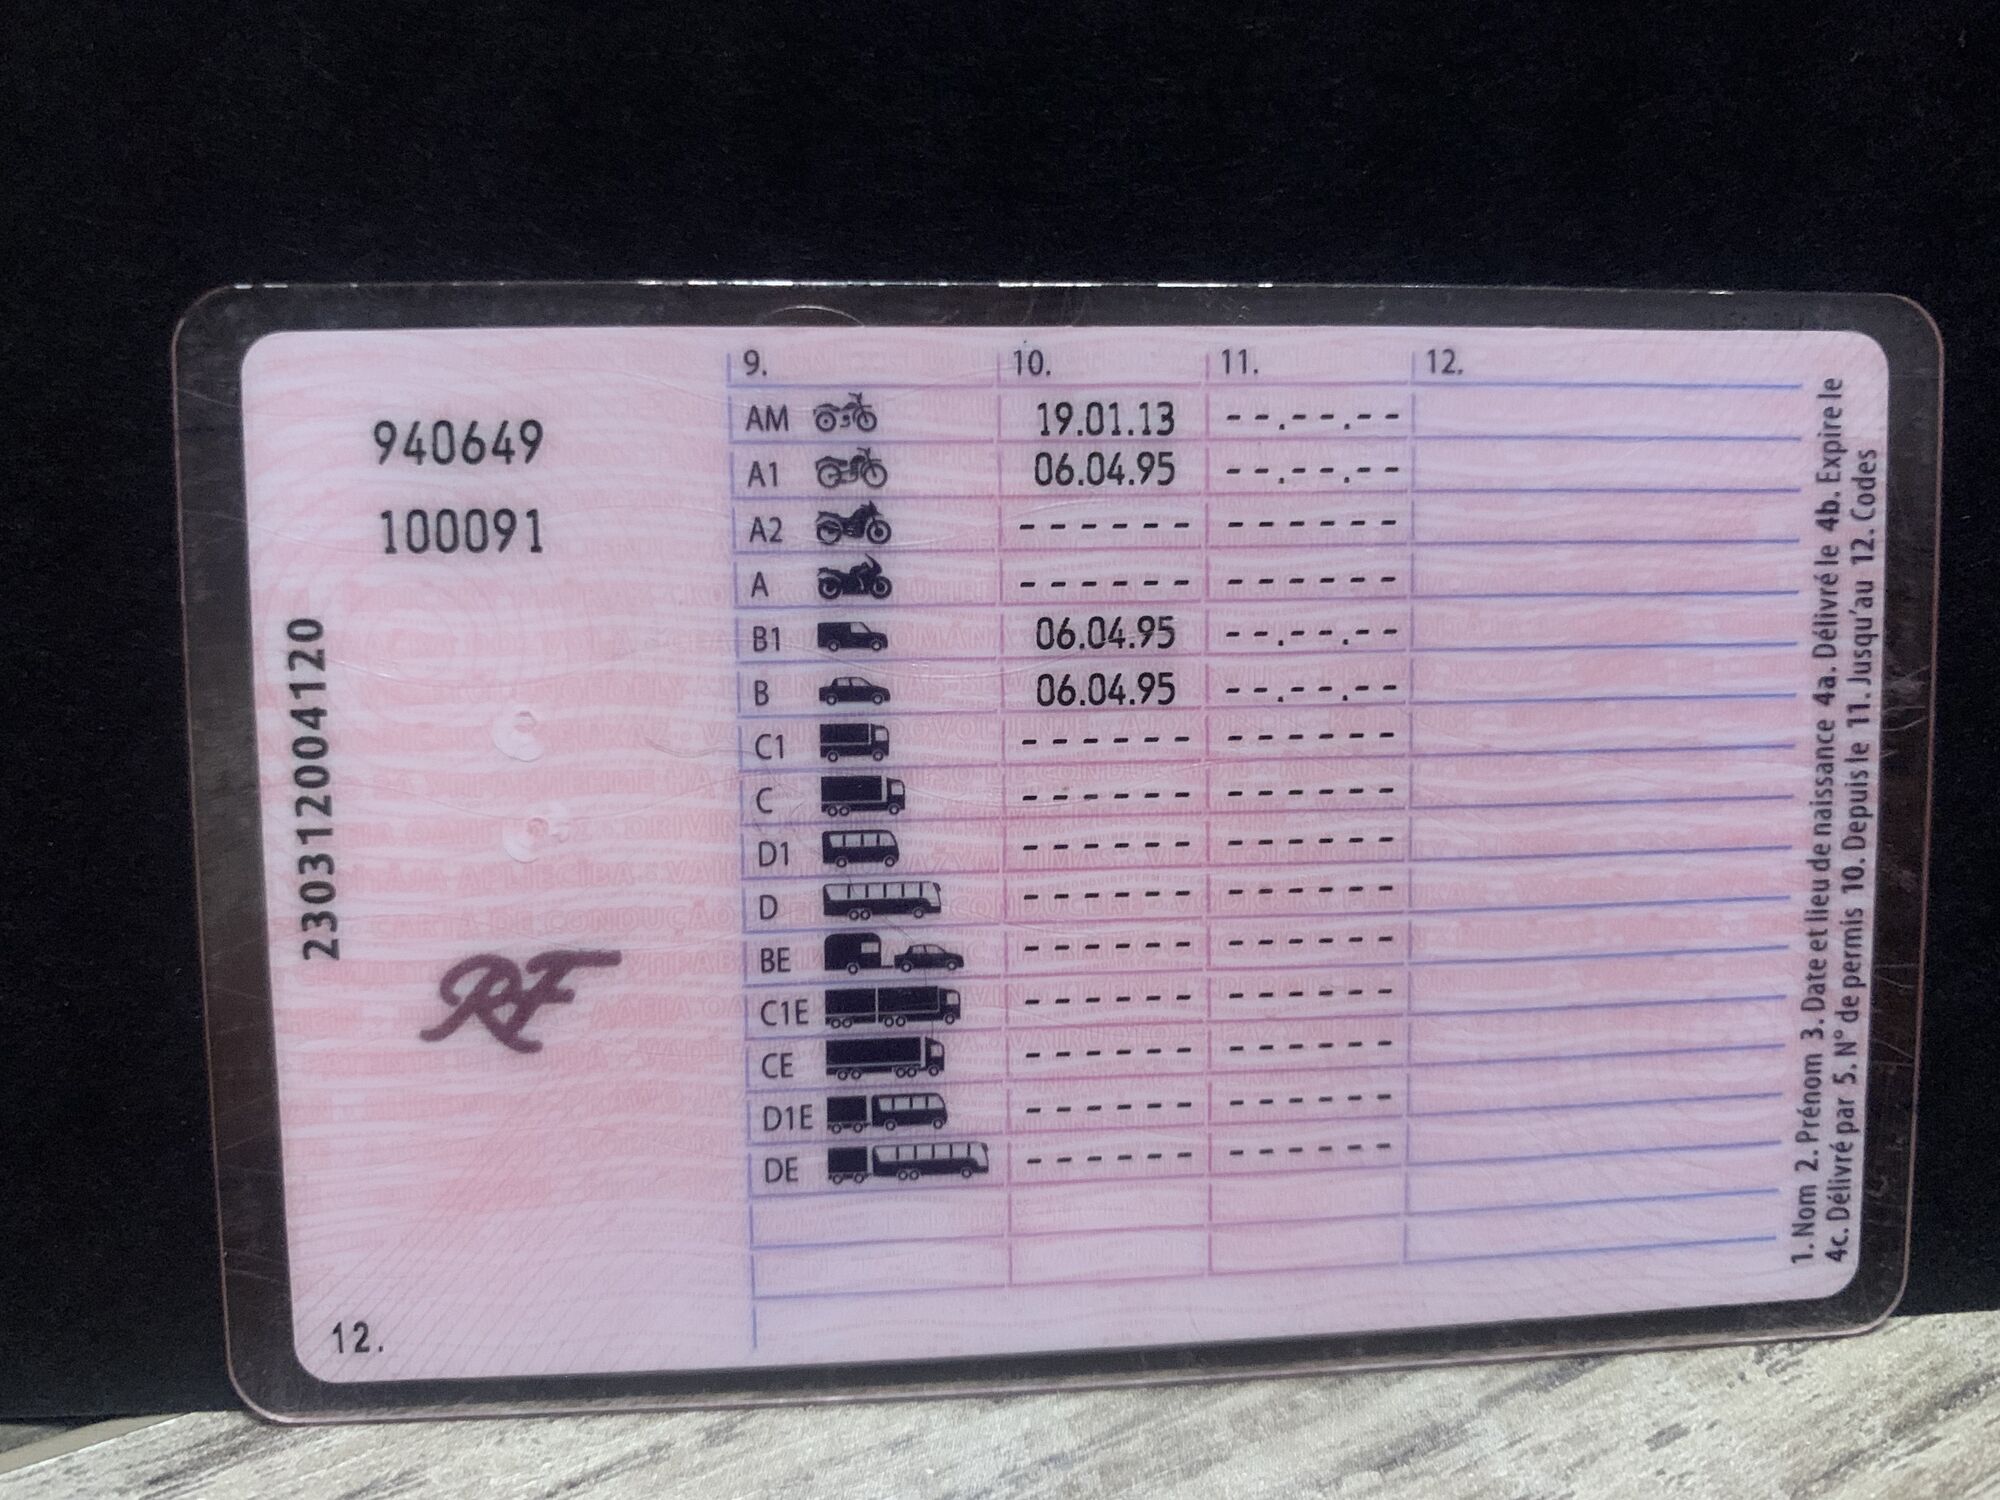 940649
100091
2303120004120
RF
12.
9. 10. 11. 12.
AM 19.01.13 --.--.--
A1 06.04.95 --.--.--
A2 ------ ------
A ------ ------
B1 06.04.95 --.--.--
B 06.04.95 --.--.--
C1 ------ ------
C ------ ------
D1 ------ ------
D ------ ------
BE ------ ------
C1E ------ ------
CE ------ ------
D1E ------ ------
DE ------ ------
1. Nom 2. Prénom 3. Date et lieu de naissance 4a. Délivré le 4b. Expire le
4c. Délivré par 5. N° de permis 10. Depuis le 11. Jusqu'au 12. Codes